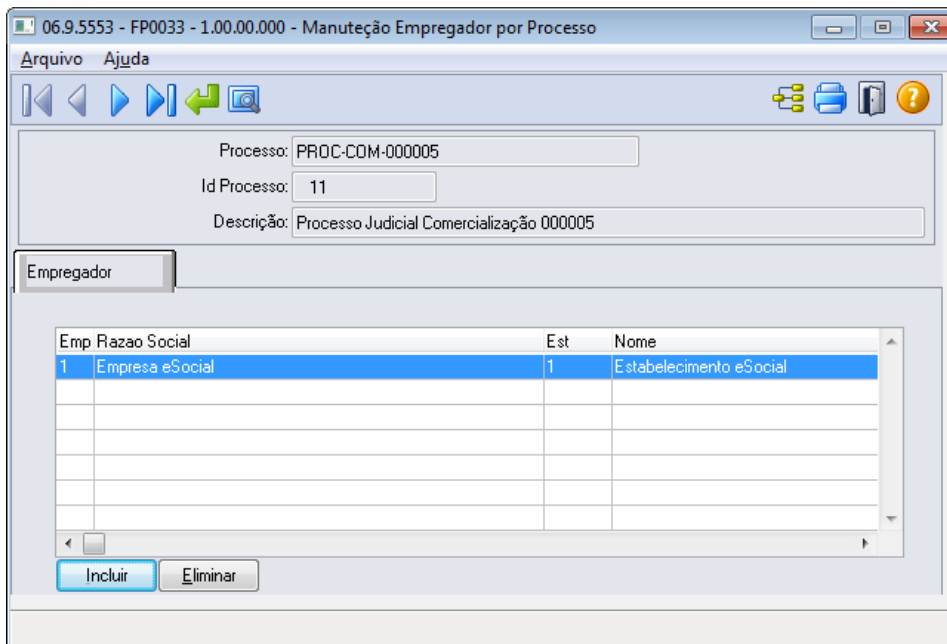 06.9.5553 - FP0033 - 1.00.00.000 - Manuteção Empregador por Processo
Arquivo Ajuda
Processo: PROC-COM-000005
Id Processo: 11
Descrição: Processo Judicial Comercialização 000005
Empregador
Emp Razao Social Est Nome
1 Empresa eSocial 1 Estabelecimento eSocial
Incluir Eliminar